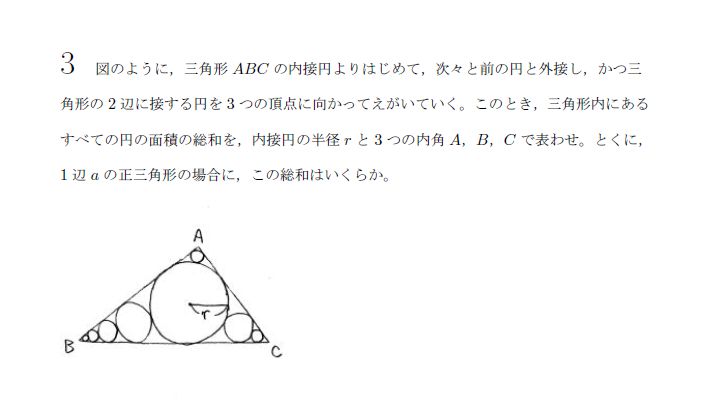 3 図のように，三角形 ABC の内接円よりはじめて，次々と前の円と外接し，かつ三
角形の 2 辺に接する円を 3 つの頂点に向かってえがいていく。このとき，三角形内にある
すべての円の面積の総和を，内接円の半径 r と 3 つの内角 A，B，C で表わせ。とくに，
1 辺 a の正三角形の場合に，この総和はいくらか。
A
r
B
C